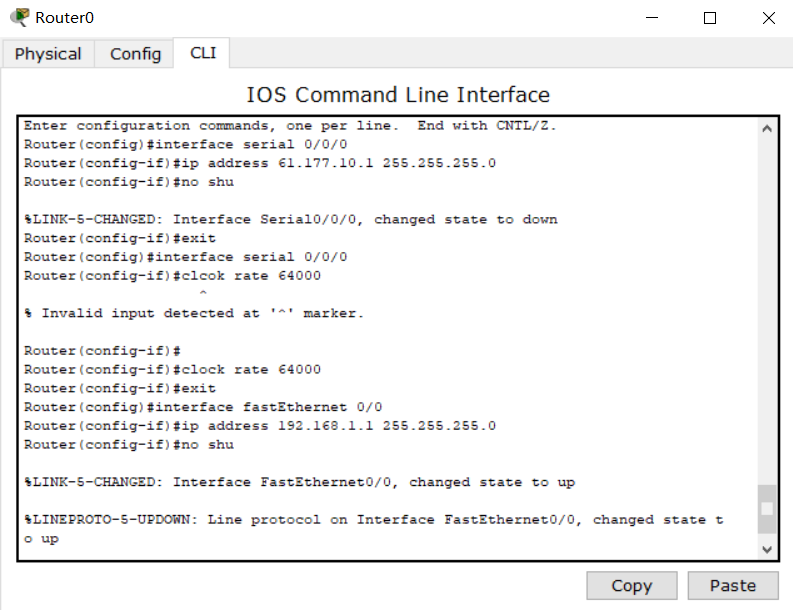 Router0
Physical Config CLI
IOS Command Line Interface
Enter configuration commands, one per line.  End with CNTL/Z.
Router(config)#interface serial 0/0/0
Router(config-if)#ip address 61.177.10.1 255.255.255.0
Router(config-if)#no shu
%LINK-5-CHANGED: Interface Serial0/0/0, changed state to down
Router(config-if)#exit
Router(config)#interface serial 0/0/0
Router(config-if)#clcok rate 64000
^
% Invalid input detected at '^' marker.
Router(config-if)#
Router(config-if)#clock rate 64000
Router(config-if)#exit
Router(config)#interface fastEthernet 0/0
Router(config-if)#ip address 192.168.1.1 255.255.255.0
Router(config-if)#no shu
%LINK-5-CHANGED: Interface FastEthernet0/0, changed state to up
%LINEPROTO-5-UPDOWN: Line protocol on Interface FastEthernet0/0, changed state t
o up
Copy Paste